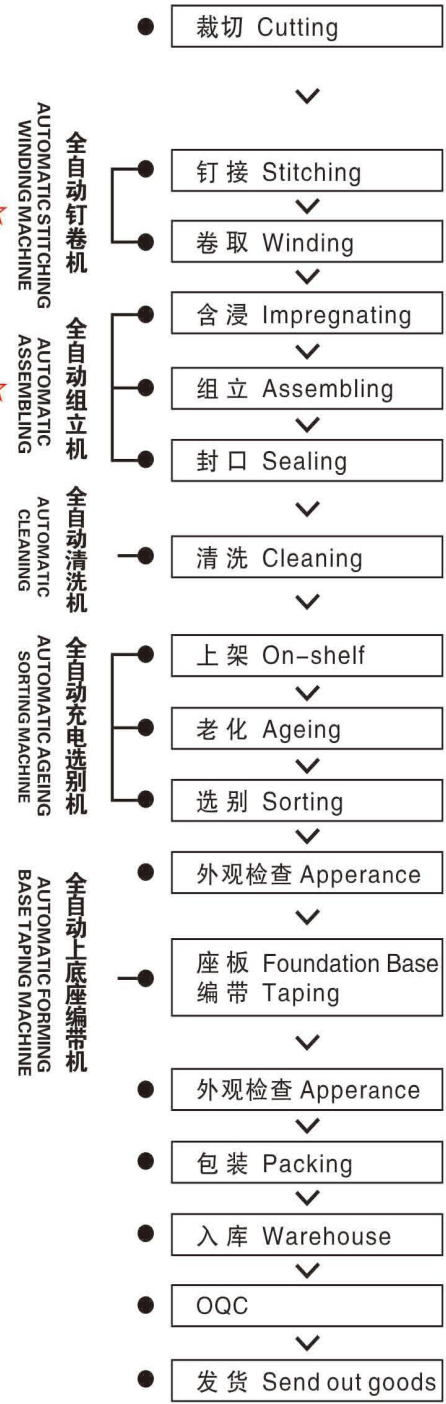 裁切 Cutting
全自动钉卷机
AUTOMATIC STITCHING
WINDING MACHINE
钉接 Stitching
卷取 Winding
全自动组立机
AUTOMATIC
ASSEMBLING
含浸 Impregnating
组立 Assembling
封口 Sealing
全自动清洗机
AUTOMATIC
CLEANING
清洗 Cleaning
全自动充电选别机
AUTOMATIC AGEING
SORTING MACHINE
上架 On-shelf
老化 Ageing
选别 Sorting
外观检查 Apperance
全自动上底座编带机
AUTOMATIC FORMING
BASE TAPING MACHINE
座板 Foundation Base
编带 Taping
外观检查 Apperance
包装 Packing
入库 Warehouse
OQC
发货 Send out goods